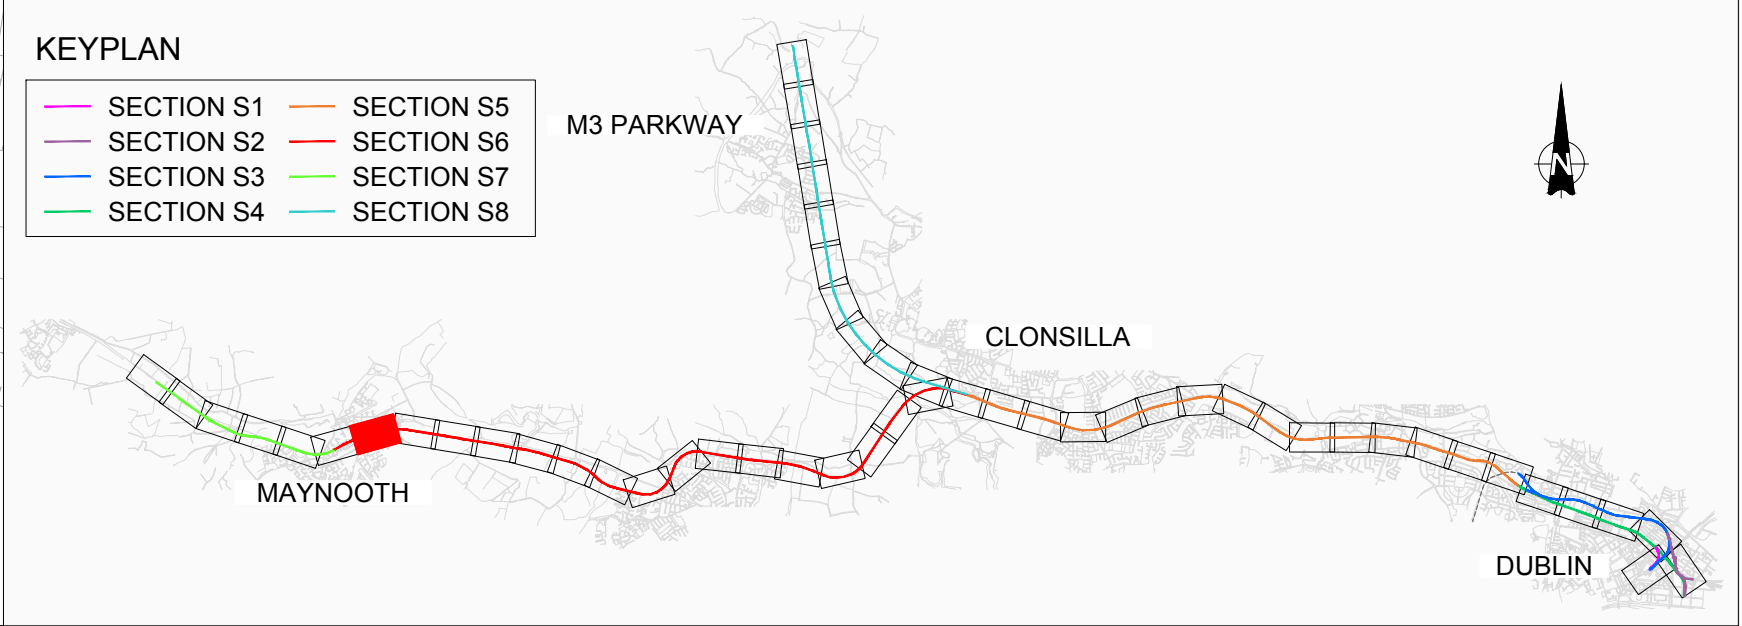 KEYPLAN
SECTION S1
SECTION S5
SECTION S2
SECTION S6
SECTION S3
SECTION S7
SECTION S4
SECTION S8
M3 PARKWAY
N
CLONSILLA
MAYNOOTH
DUBLIN